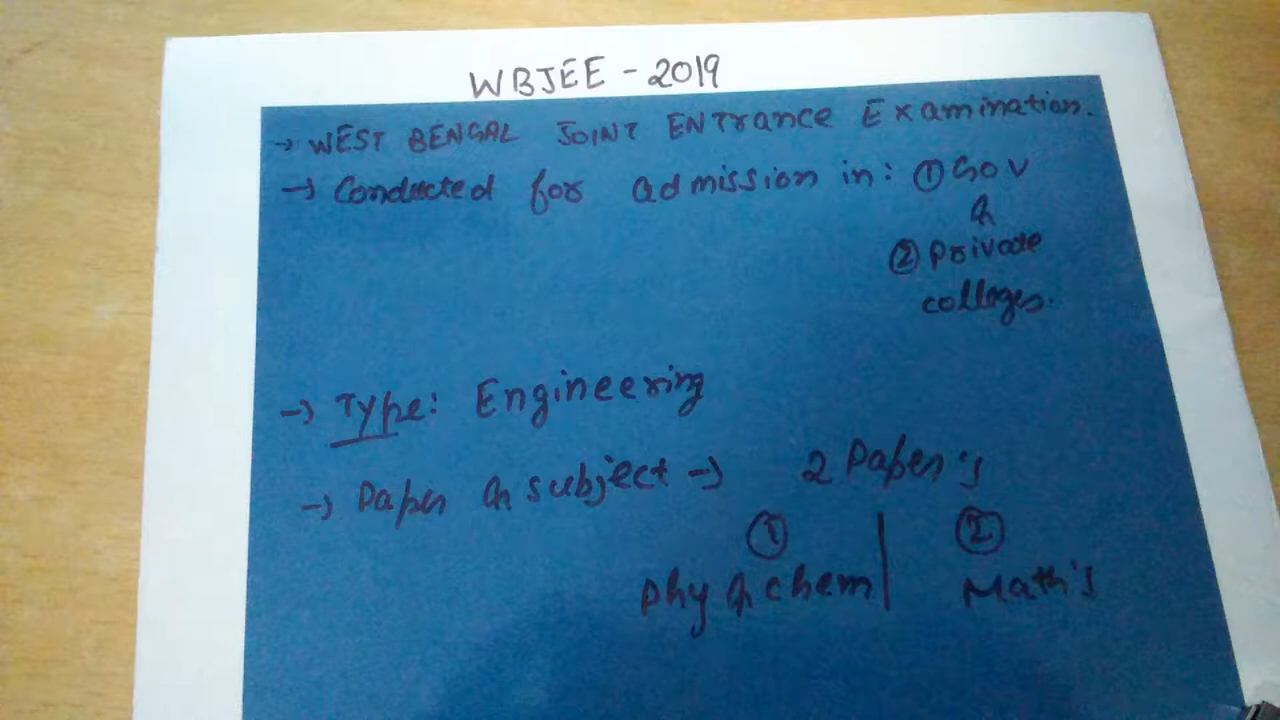 WBJEE - 2019
→ WEST BENGAL JOINT ENTrance Examination.
→ Conducted for admission in: ① Gov
&
② Private
colleges.
→ Type: Engineering
→ Paper & subject → 2 Paper's
① | ②
Phy & chem | Math's